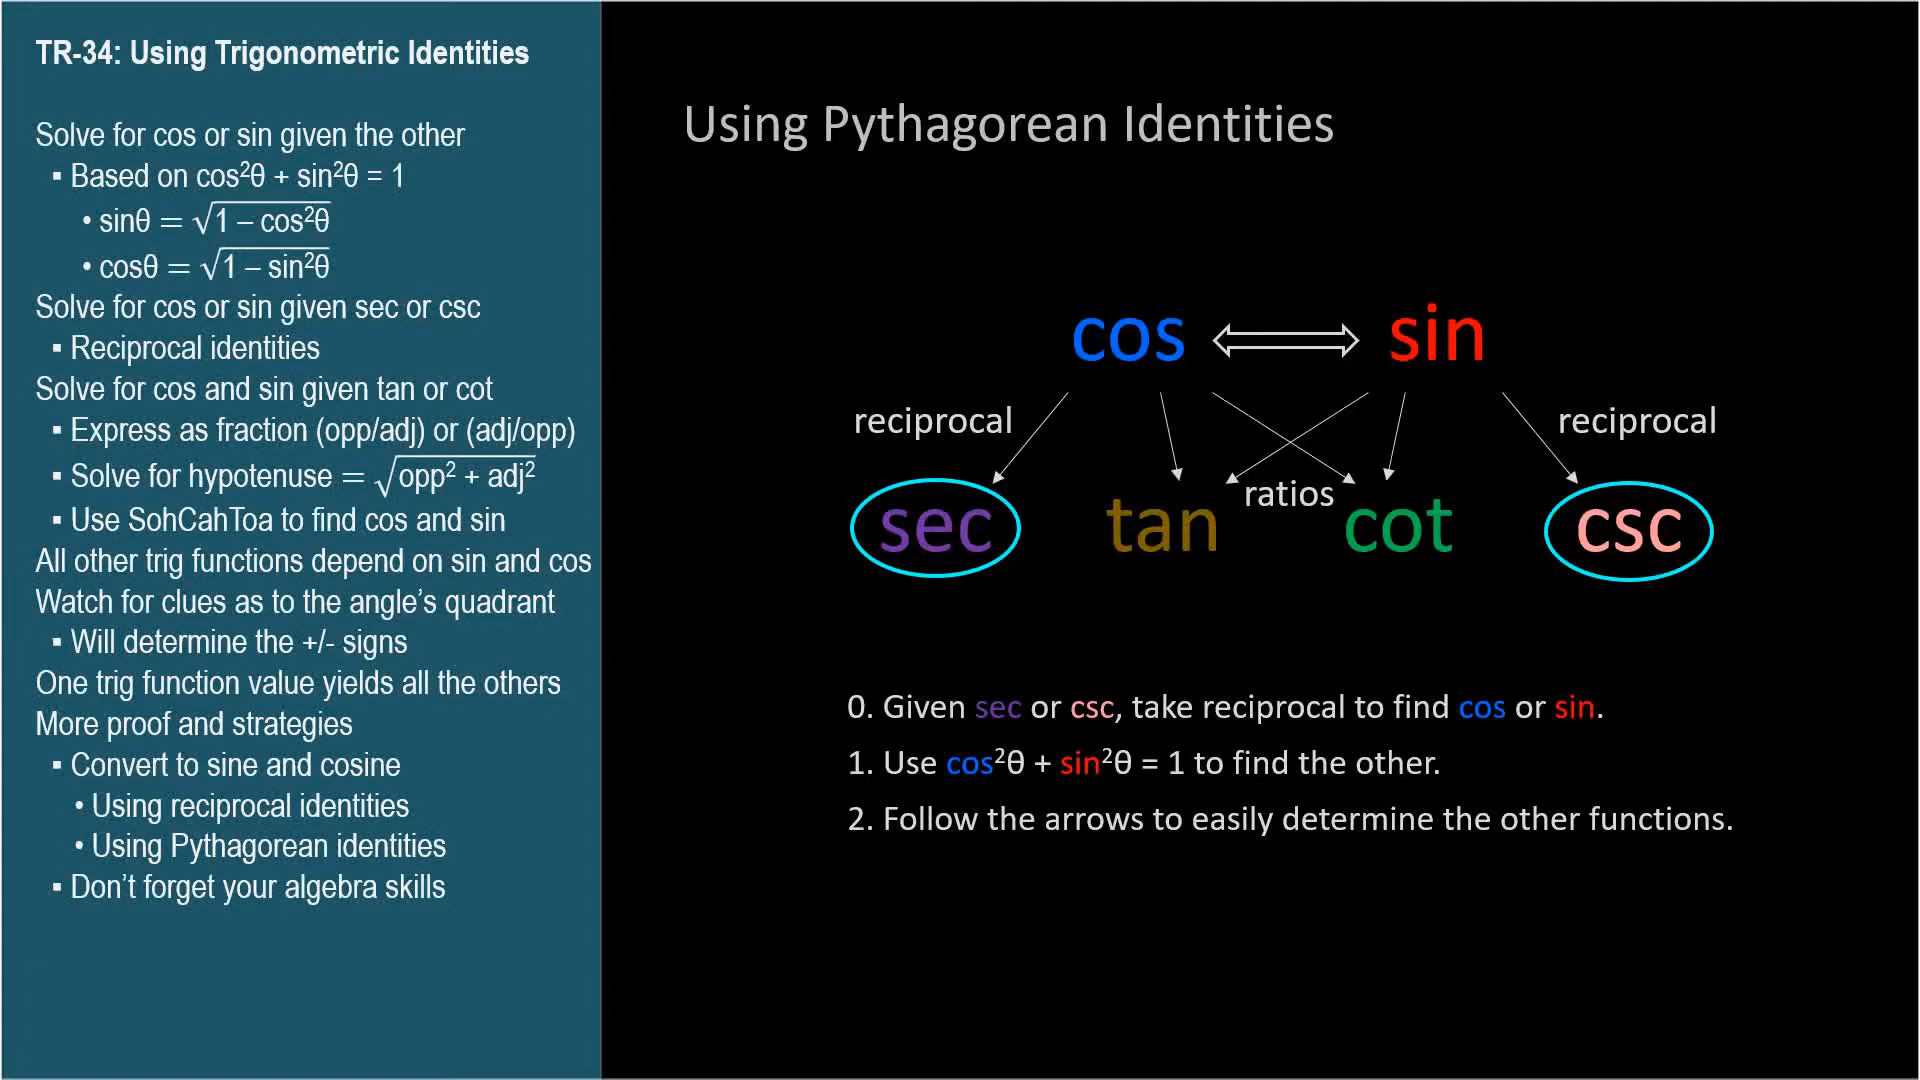 TR-34: Using Trigonometric Identities
Solve for cos or sin given the other
▪ Based on cos²θ + sin²θ = 1
• sinθ = √(1 – cos²θ)
• cosθ = √(1 – sin²θ)
Solve for cos or sin given sec or csc
▪ Reciprocal identities
Solve for cos and sin given tan or cot
▪ Express as fraction (opp/adj) or (adj/opp)
▪ Solve for hypotenuse = √(opp² + adj²)
▪ Use SohCahToa to find cos and sin
All other trig functions depend on sin and cos
Watch for clues as to the angle’s quadrant
▪ Will determine the +/- signs
One trig function value yields all the others
More proof and strategies
▪ Convert to sine and cosine
• Using reciprocal identities
• Using Pythagorean identities
▪ Don’t forget your algebra skills
Using Pythagorean Identities
cos sin
reciprocal reciprocal
ratios
sec tan cot csc
0. Given sec or csc, take reciprocal to find cos or sin.
1. Use cos²θ + sin²θ = 1 to find the other.
2. Follow the arrows to easily determine the other functions.